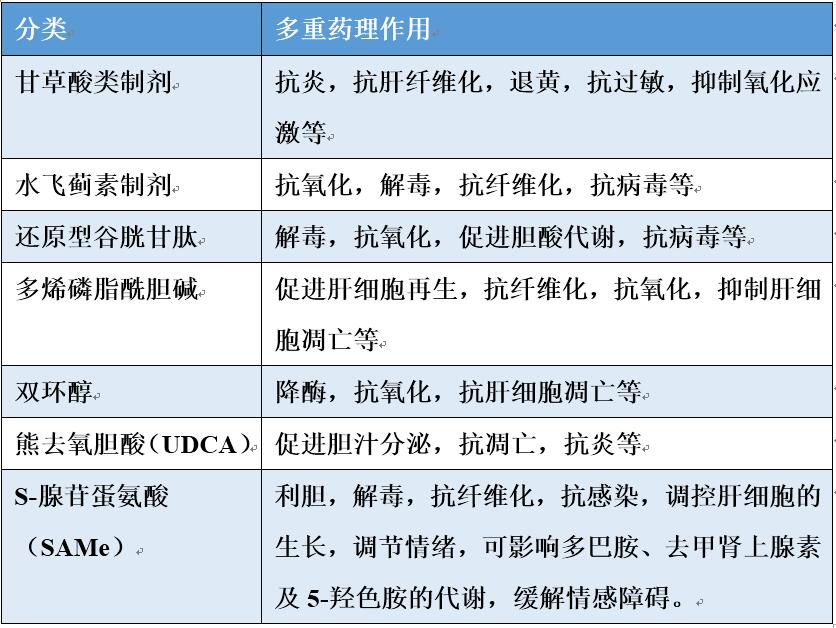 分类 多重药理作用
甘草酸类制剂 抗炎，抗肝纤维化，退黄，抗过敏，抑制氧化应
激等
水飞蓟素制剂 抗氧化，解毒，抗纤维化，抗病毒等
还原型谷胱甘肽 解毒，抗氧化，促进胆酸代谢，抗病毒等
多烯磷脂酰胆碱 促进肝细胞再生，抗纤维化，抗氧化，抑制肝细
胞凋亡等
双环醇 降酶，抗氧化，抗肝细胞凋亡等
熊去氧胆酸（UDCA） 促进胆汁分泌，抗凋亡，抗炎等
S-腺苷蛋氨酸 利胆，解毒，抗纤维化，抗感染，调控肝细胞的
（SAMe） 生长，调节情绪，可影响多巴胺、去甲肾上腺素
及 5-羟色胺的代谢，缓解情感障碍。